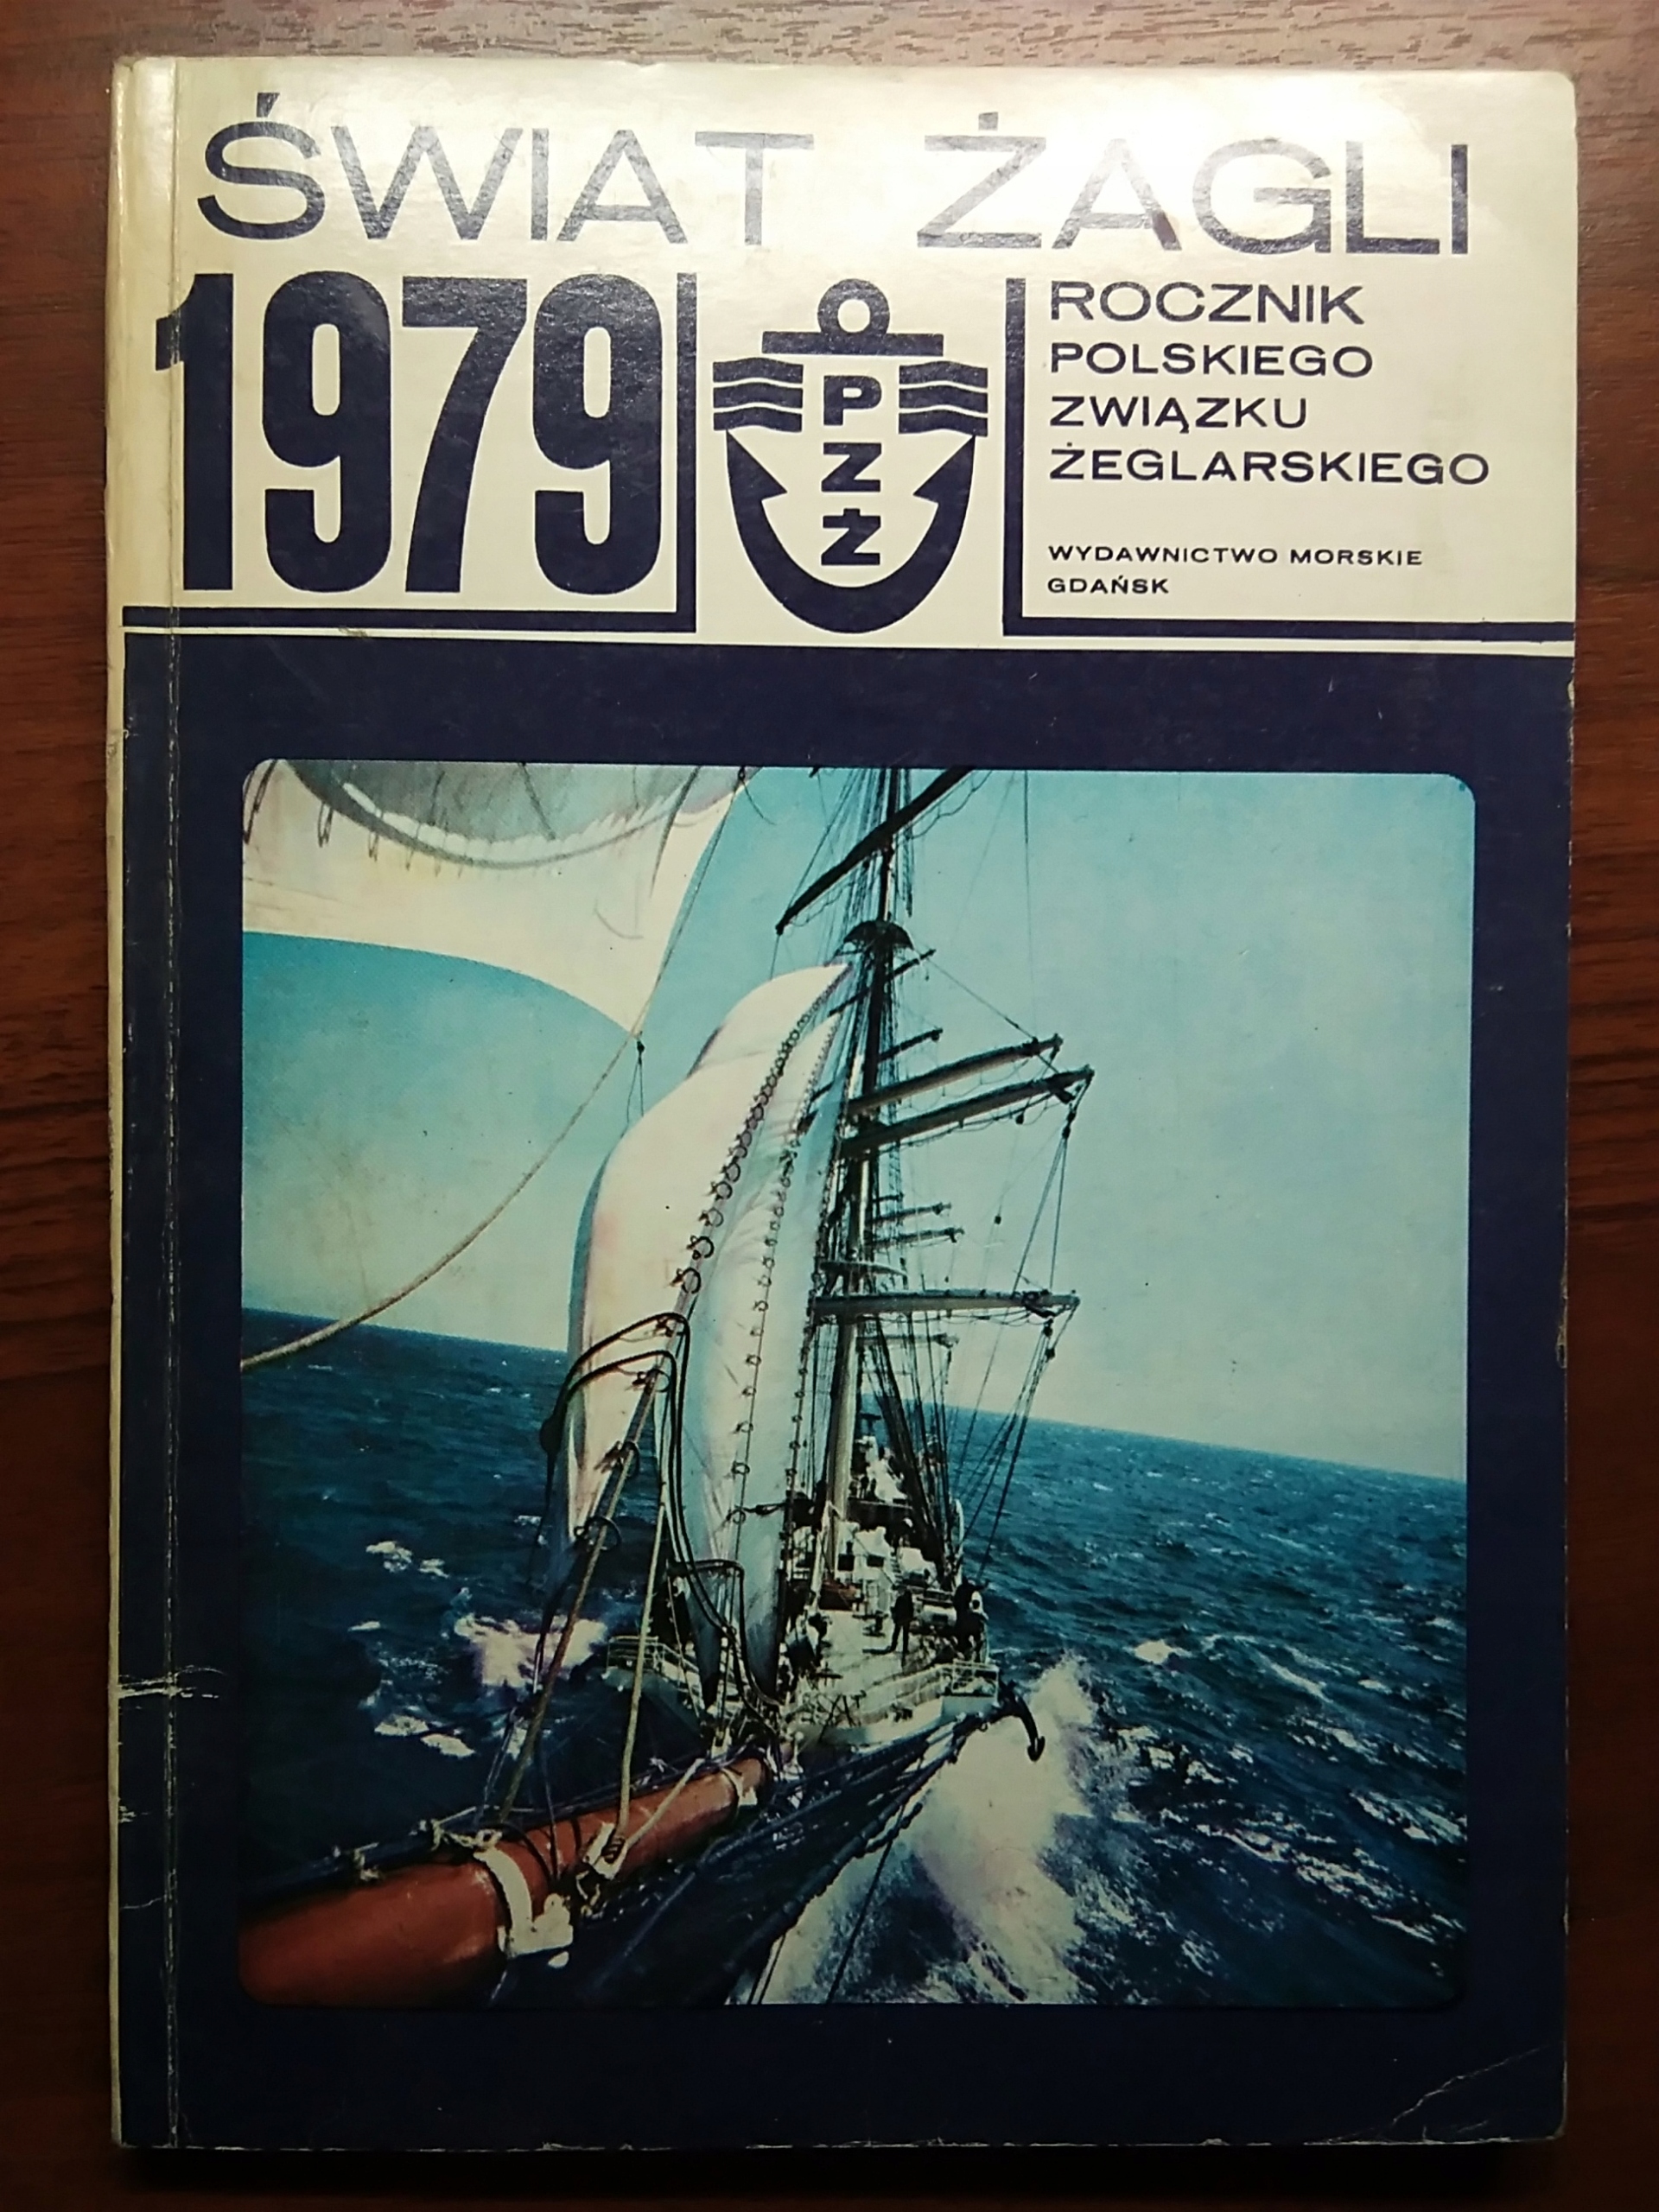 ŚWIAT ŻAGLI
1979
P
Z
Ż
ROCZNIK
POLSKIEGO
ZWIĄZKU
ŻEGLARSKIEGO
WYDAWNICTWO MORSKIE
GDAŃSK